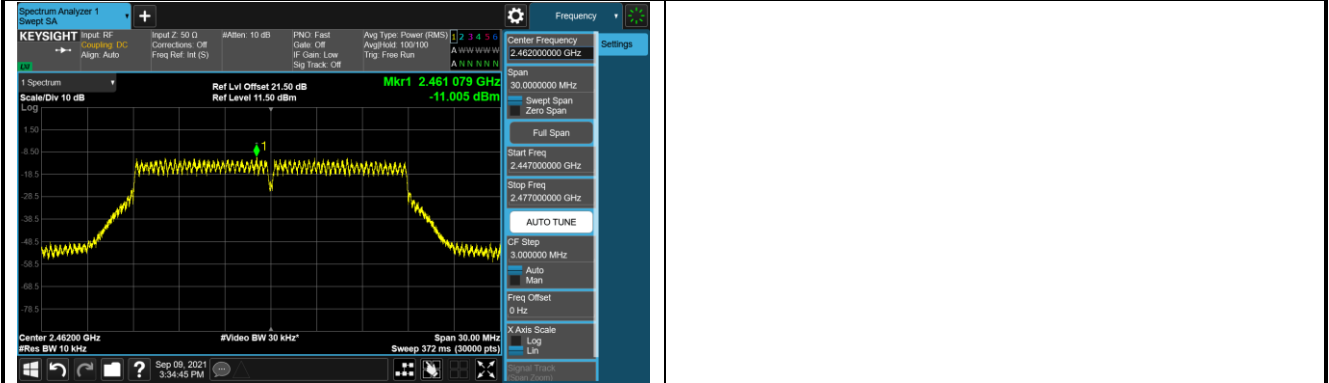 Spectrum Analyzer 1
Swept SA
+
Frequency
KEYSIGHT
Input: RF
Coupling: DC
Align: Auto
Input Z: 50 Ω
Corrections: Off
Freq Ref: Int (S)
#Atten: 10 dB
PNO: Fast
Gate: Off
IF Gain: Low
Sig Track: Off
Avg Type: Power (RMS)
Avg|Hold: 100/100
Trig: Free Run
1 2 3 4 5 6
A W W W W W
A N N N N N
LXI
1 Spectrum
Scale/Div 10 dB
Log
Ref Lvl Offset 21.50 dB
Ref Level 11.50 dBm
Mkr1 2.461 079 GHz
-11.005 dBm
1.50
-8.50
-18.5
-28.5
-38.5
-48.5
-58.5
-68.5
-78.5
1
Center 2.46200 GHz
#Res BW 10 kHz
#Video BW 30 kHz*
Span 30.00 MHz
Sweep 372 ms (30000 pts)
Center Frequency
2.462000000 GHz
Settings
Span
30.0000000 MHz
Swept Span
Zero Span
Full Span
Start Freq
2.447000000 GHz
Stop Freq
2.477000000 GHz
AUTO TUNE
CF Step
3.000000 MHz
Auto
Man
Freq Offset
0 Hz
X Axis Scale
Log
Lin
Signal Track
(Span Zoom)
?
Sep 09, 2021
3:34:45 PM